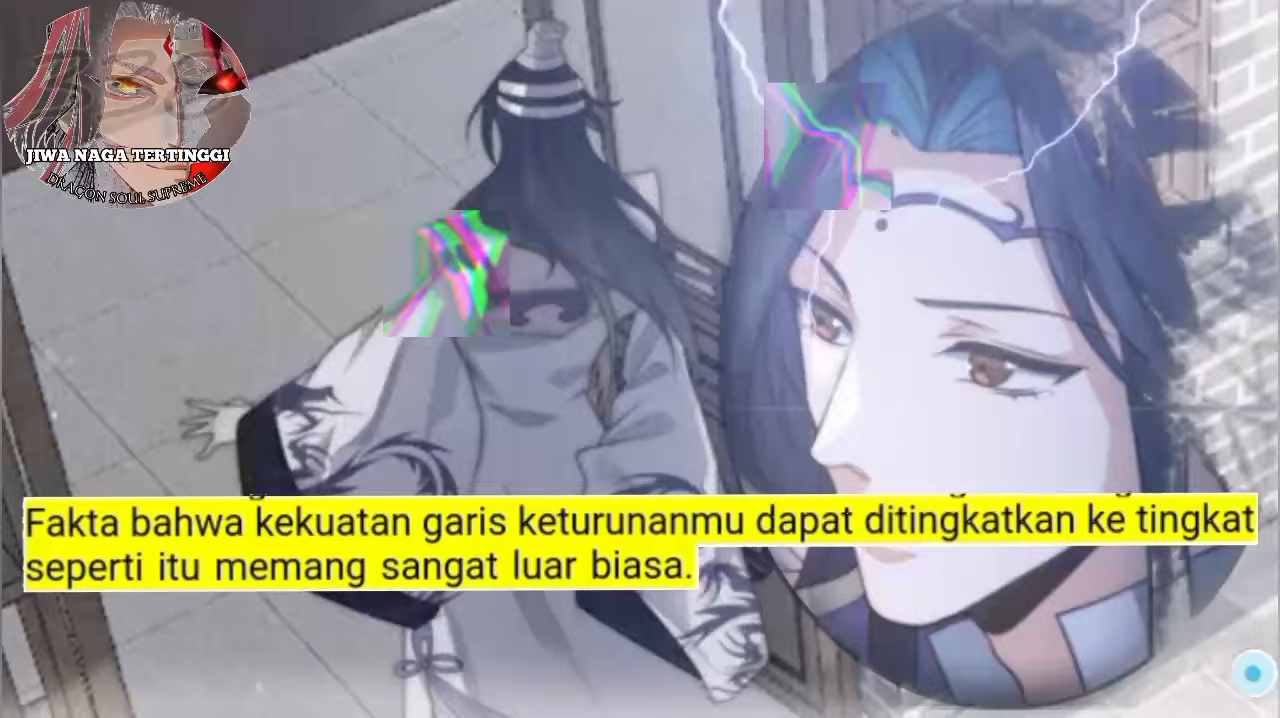 JIWA NAGA TERTINGGI
DRAGON SOUL SUPREME
Fakta bahwa kekuatan garis keturunanmu dapat ditingkatkan ke tingkat
seperti itu memang sangat luar biasa.